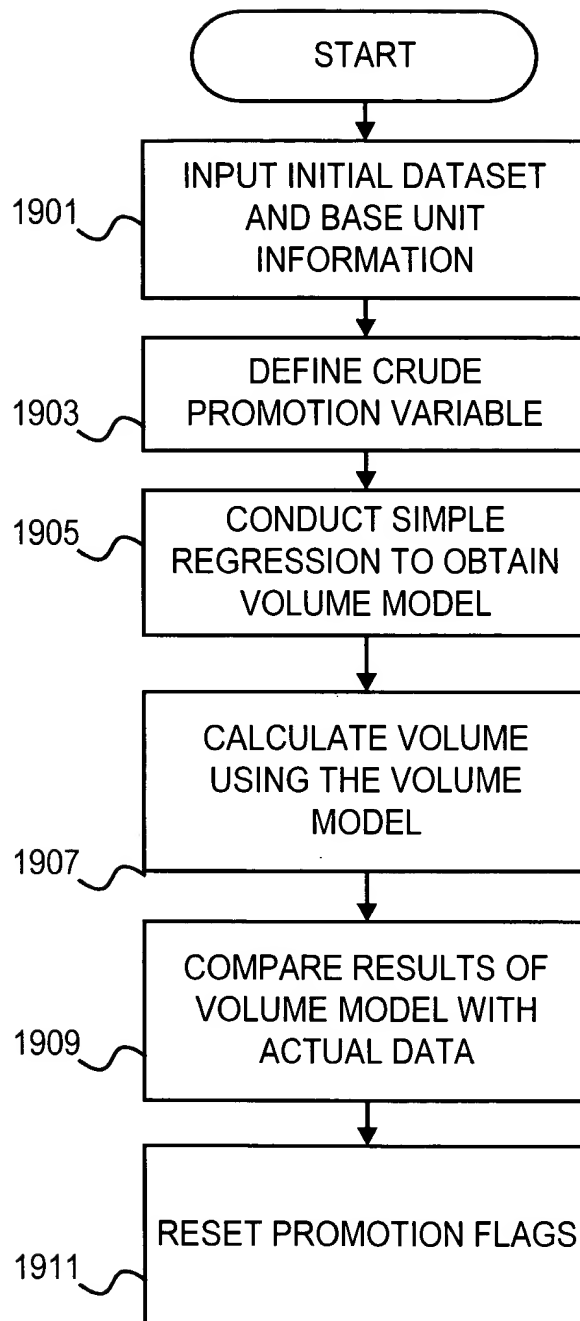 START
1901
INPUT INITIAL DATASET
AND BASE UNIT
INFORMATION
1903
DEFINE CRUDE
PROMOTION VARIABLE
1905
CONDUCT SIMPLE
REGRESSION TO OBTAIN
VOLUME MODEL
1907
CALCULATE VOLUME
USING THE VOLUME
MODEL
1909
COMPARE RESULTS OF
VOLUME MODEL WITH
ACTUAL DATA
1911
RESET PROMOTION FLAGS